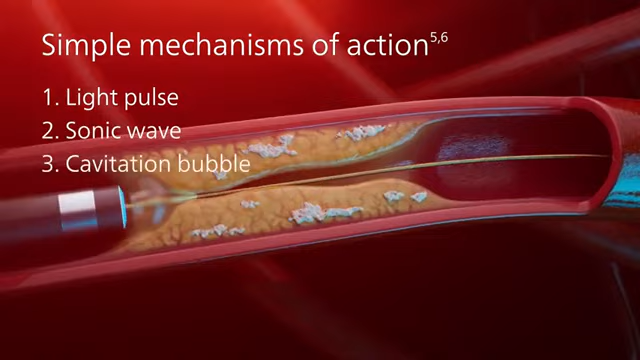 Simple mechanisms of action5,6
1. Light pulse
2. Sonic wave
3. Cavitation bubble